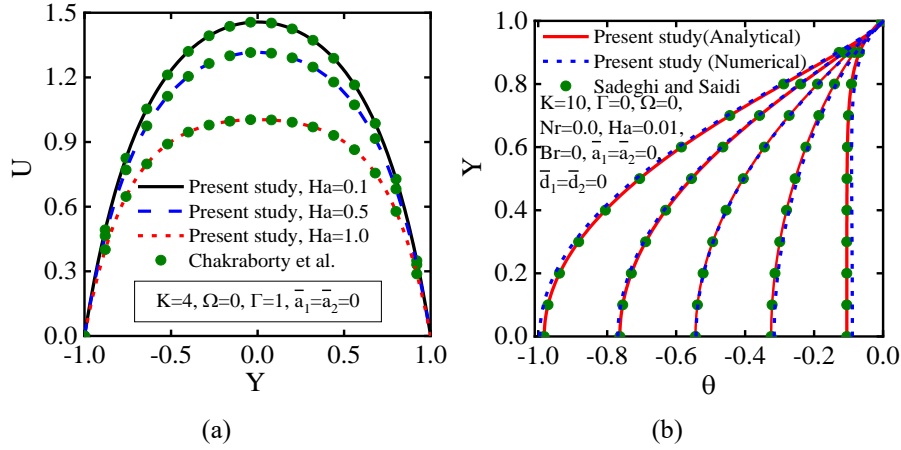 1.5
1.2
0.9
0.6
0.3
0.0
U
Present study, Ha=0.1
Present study, Ha=0.5
Present study, Ha=1.0
Chakraborty et al.
K=4, Ω=0, Γ=1, a̅₁=a̅₂=0
-1.0 -0.5 0.0 0.5 1.0
Y
(a)
1.0
0.8
0.6
0.4
0.2
0.0
Y
Present study(Analytical)
Present study (Numerical)
Sadeghi and Saidi
K=10, Γ=0, Ω=0,
Nr=0.0, Ha=0.01,
Br=0, a̅₁=a̅₂=0,
d̅₁=d̅₂=0
-1.0 -0.8 -0.6 -0.4 -0.2 0.0
θ
(b)